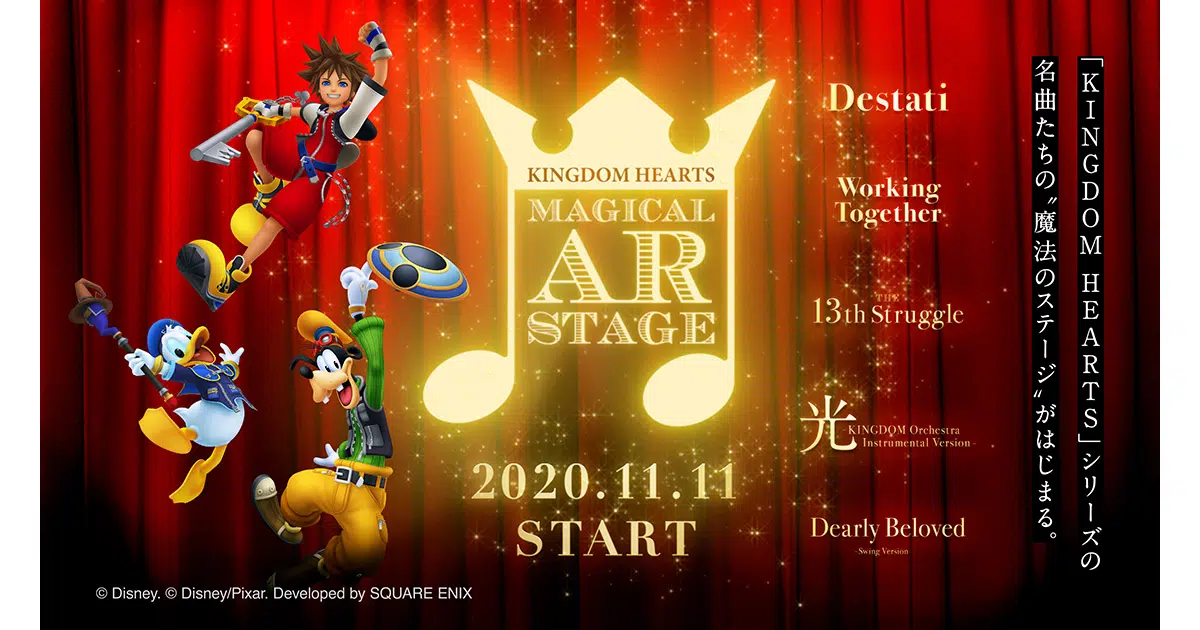 「KINGDOM HEARTS」シリーズの
名曲たちの〝魔法のステージ〟がはじまる。
KINGDOM HEARTS
MAGICAL
AR
STAGE
2020.11.11
START
Destati
Working
Together
THE
13th Struggle
光
-KINGDOM Orchestra
Instrumental Version-
Dearly Beloved
-Swing Version-
© Disney. © Disney/Pixar. Developed by SQUARE ENIX